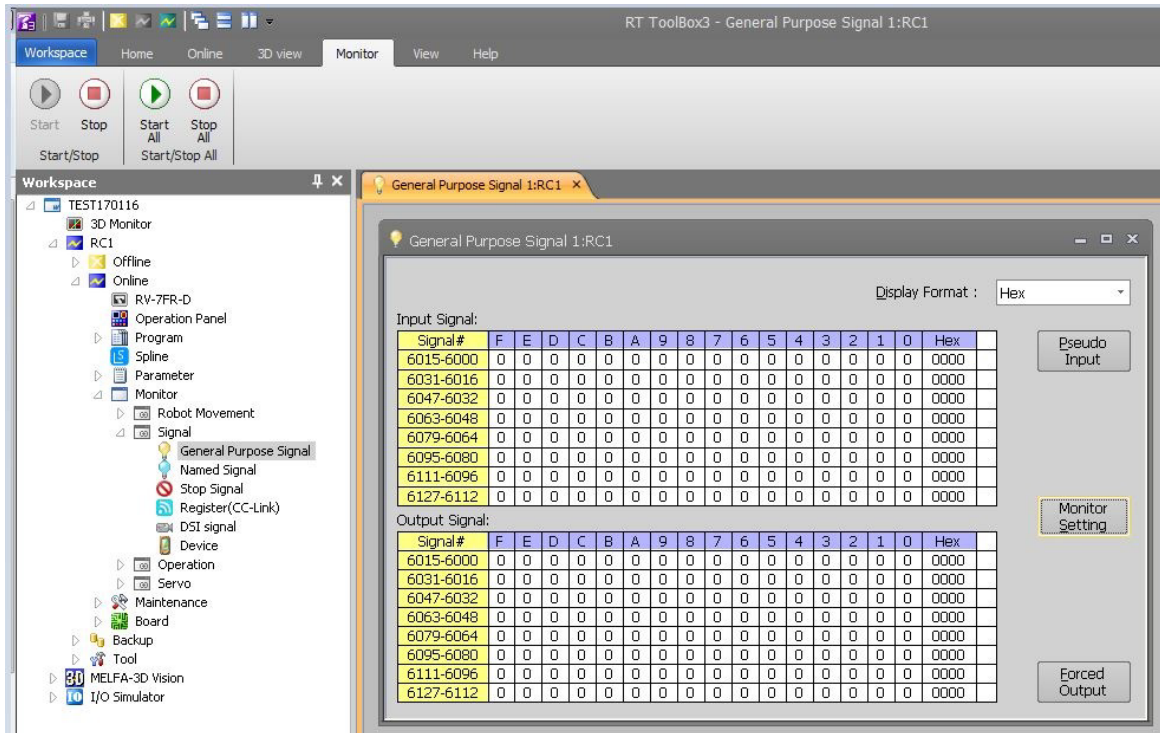 RT ToolBox3 - General Purpose Signal 1:RC1
Workspace Home Online 3D view Monitor View Help
Start Stop Start All Stop All
Start/Stop Start/Stop All
Workspace
TEST170116
3D Monitor
RC1
Offline
Online
RV-7FR-D
Operation Panel
Program
Spline
Parameter
Monitor
Robot Movement
Signal
General Purpose Signal
Named Signal
Stop Signal
Register(CC-Link)
DSI signal
Device
Operation
Servo
Maintenance
Board
Backup
Tool
MELFA-3D Vision
I/O Simulator
General Purpose Signal 1:RC1
General Purpose Signal 1:RC1
Display Format : Hex
Input Signal:
Signal# F E D C B A 9 8 7 6 5 4 3 2 1 0 Hex
6015-6000 0 0 0 0 0 0 0 0 0 0 0 0 0 0 0 0 0000
6031-6016 0 0 0 0 0 0 0 0 0 0 0 0 0 0 0 0 0000
6047-6032 0 0 0 0 0 0 0 0 0 0 0 0 0 0 0 0 0000
6063-6048 0 0 0 0 0 0 0 0 0 0 0 0 0 0 0 0 0000
6079-6064 0 0 0 0 0 0 0 0 0 0 0 0 0 0 0 0 0000
6095-6080 0 0 0 0 0 0 0 0 0 0 0 0 0 0 0 0 0000
6111-6096 0 0 0 0 0 0 0 0 0 0 0 0 0 0 0 0 0000
6127-6112 0 0 0 0 0 0 0 0 0 0 0 0 0 0 0 0 0000
Pseudo
Input
Monitor
Setting
Output Signal:
Signal# F E D C B A 9 8 7 6 5 4 3 2 1 0 Hex
6015-6000 0 0 0 0 0 0 0 0 0 0 0 0 0 0 0 0 0000
6031-6016 0 0 0 0 0 0 0 0 0 0 0 0 0 0 0 0 0000
6047-6032 0 0 0 0 0 0 0 0 0 0 0 0 0 0 0 0 0000
6063-6048 0 0 0 0 0 0 0 0 0 0 0 0 0 0 0 0 0000
6079-6064 0 0 0 0 0 0 0 0 0 0 0 0 0 0 0 0 0000
6095-6080 0 0 0 0 0 0 0 0 0 0 0 0 0 0 0 0 0000
6111-6096 0 0 0 0 0 0 0 0 0 0 0 0 0 0 0 0 0000
6127-6112 0 0 0 0 0 0 0 0 0 0 0 0 0 0 0 0 0000
Forced
Output